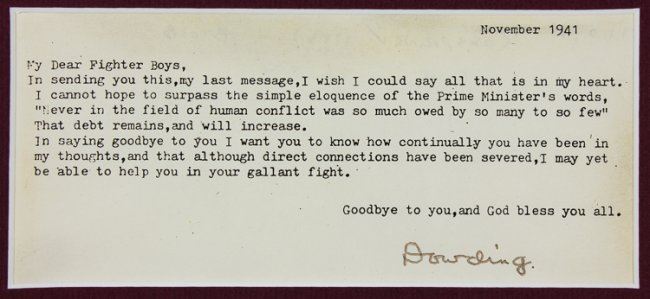 November 1941
My Dear Fighter Boys,
In sending you this,my last message,I wish I could say all that is in my heart.
I cannot hope to surpass the simple eloquence of the Prime Minister's words,
"Never in the field of human conflict was so much owed by so many to so few"
That debt remains,and will increase.
In saying goodbye to you I want you to know how continually you have been in
my thoughts,and that although direct connections have been severed,I may yet
be able to help you in your gallant fight.
Goodbye to you,and God bless you all.
Dowding.